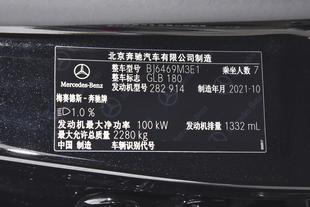 北京奔驰汽车有限公司制造
整车型号 BJ6469M3E1 乘坐人数 7
整车标志 GLB 180
发动机型号 282 914 制造年月 2021-10
Mercedes-Benz
梅赛德斯-奔驰牌
1.0 %
发动机最大净功率 100 kW 发动机排量 1332 mL
最大允许总质量 2280 kg
中国 制造 车辆识别代号